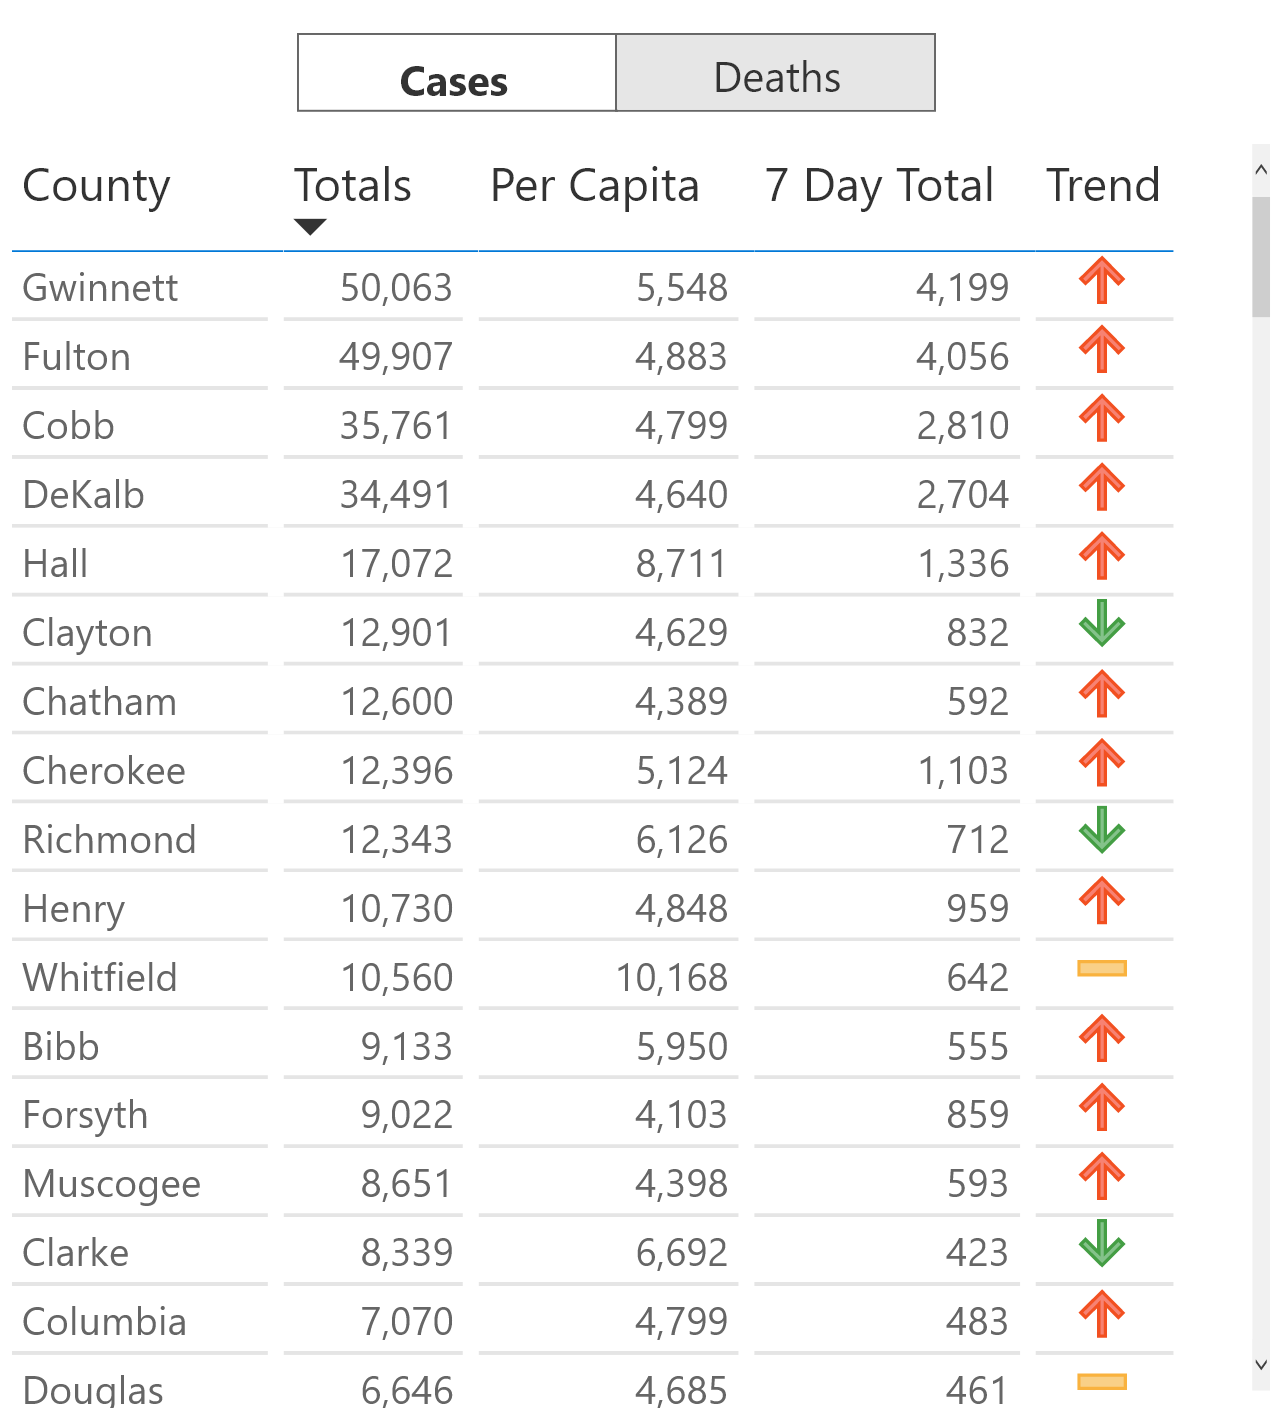 Cases Deaths
County Totals Per Capita 7 Day Total Trend
Gwinnett 50,063 5,548 4,199
Fulton 49,907 4,883 4,056
Cobb 35,761 4,799 2,810
DeKalb 34,491 4,640 2,704
Hall 17,072 8,711 1,336
Clayton 12,901 4,629 832
Chatham 12,600 4,389 592
Cherokee 12,396 5,124 1,103
Richmond 12,343 6,126 712
Henry 10,730 4,848 959
Whitfield 10,560 10,168 642
Bibb 9,133 5,950 555
Forsyth 9,022 4,103 859
Muscogee 8,651 4,398 593
Clarke 8,339 6,692 423
Columbia 7,070 4,799 483
Douglas 6,646 4,685 461